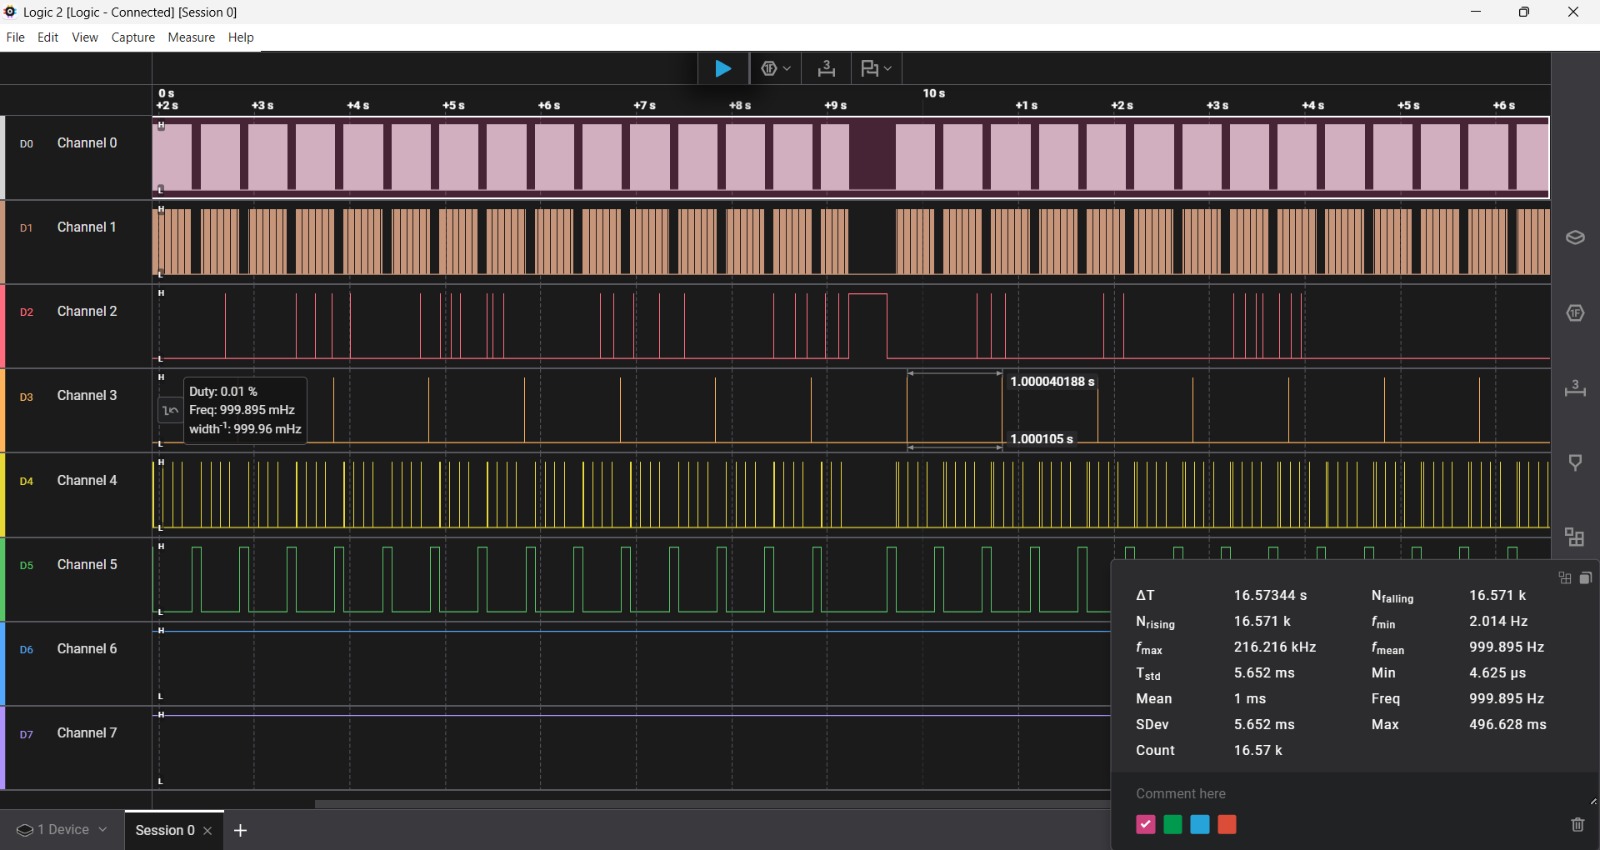 Logic 2 [Logic - Connected] [Session 0]
File Edit View Capture Measure Help
1F 3
0 s 10 s
+2 s +3 s +4 s +5 s +6 s +7 s +8 s +9 s +1 s +2 s +3 s +4 s +5 s +6 s
H
D0 Channel 0
L
H
D1 Channel 1
L
H
D2 Channel 2
L
H
D3 Channel 3
Duty: 0.01 %
Freq: 999.895 mHz
width⁻¹: 999.96 mHz
1.000040188 s
1.000105 s
L
H
D4 Channel 4
L
H
D5 Channel 5
L
H
D6 Channel 6
L
H
D7 Channel 7
L
1F
3
ΔT 16.57344 s Nfalling 16.571 k
Nrising 16.571 k fmin 2.014 Hz
fmax 216.216 kHz fmean 999.895 Hz
Tstd 5.652 ms Min 4.625 µs
Mean 1 ms Freq 999.895 Hz
SDev 5.652 ms Max 496.628 ms
Count 16.57 k
Comment here
1 Device Session 0